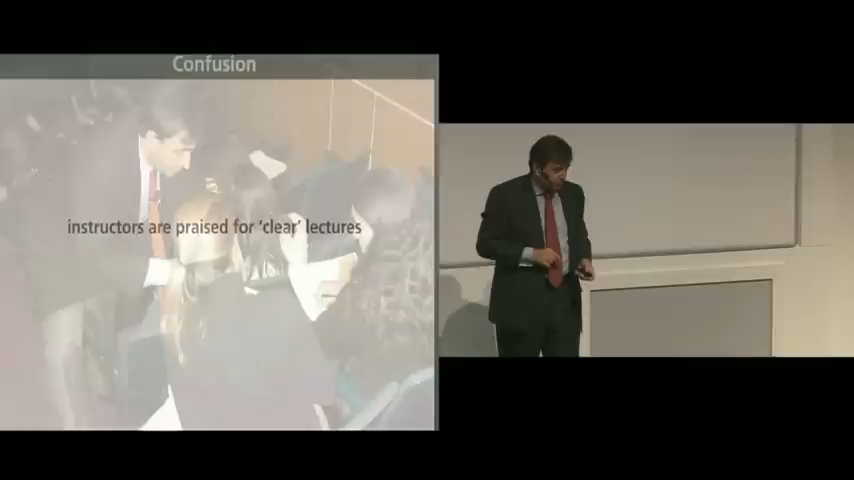 Confusion
instructors are praised for ‘clear’ lectures